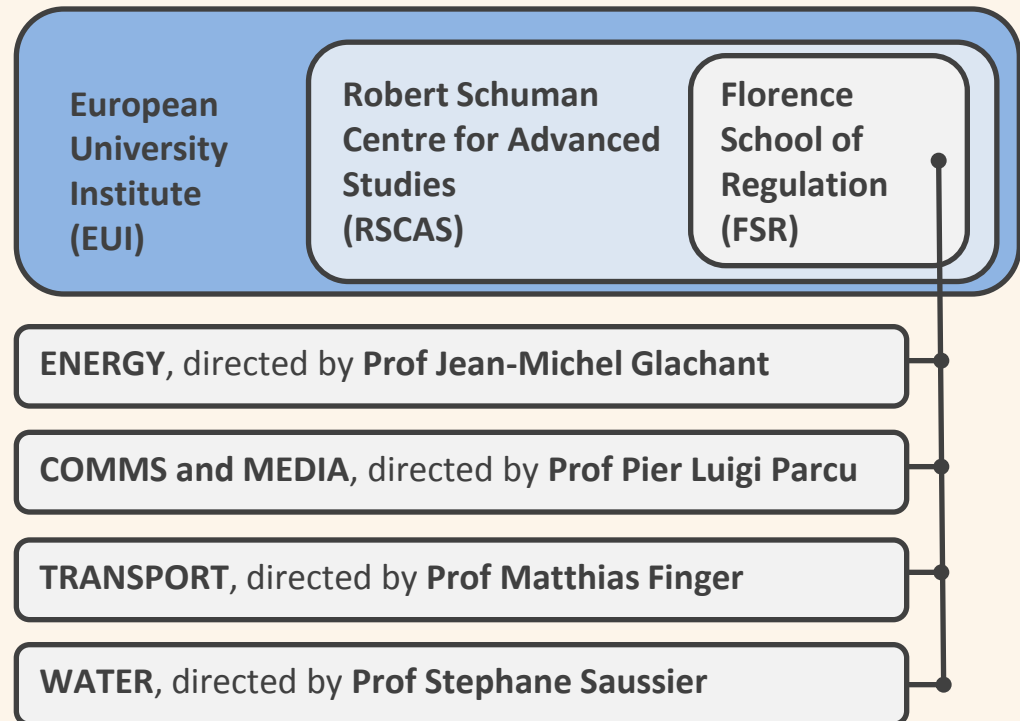 European
University
Institute
(EUI)
Robert Schuman
Centre for Advanced
Studies
(RSCAS)
Florence
School of
Regulation
(FSR)
ENERGY, directed by Prof Jean-Michel Glachant
COMMS and MEDIA, directed by Prof Pier Luigi Parcu
TRANSPORT, directed by Prof Matthias Finger
WATER, directed by Prof Stephane Saussier